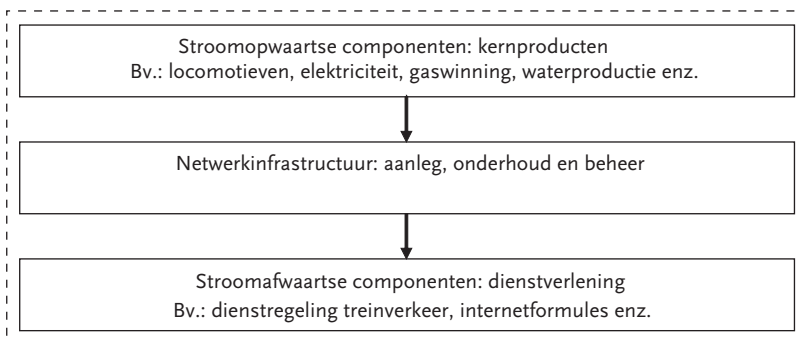 Stroomopwaartse componenten: kernproducten
Bv.: locomotieven, elektriciteit, gaswinning, waterproductie enz.
Netwerkinfrastructuur: aanleg, onderhoud en beheer
Stroomafwaartse componenten: dienstverlening
Bv.: dienstregeling treinverkeer, internetformules enz.